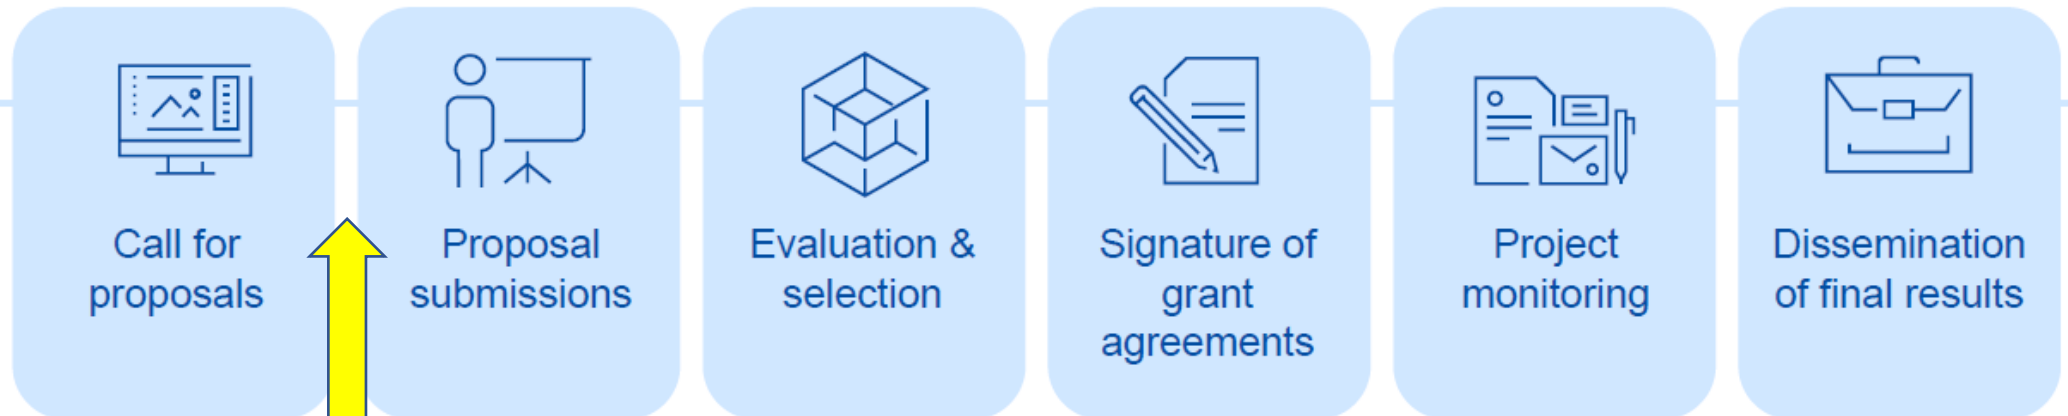 Call for
proposals
Proposal
submissions
Evaluation &
selection
Signature of
grant
agreements
Project
monitoring
Dissemination
of final results